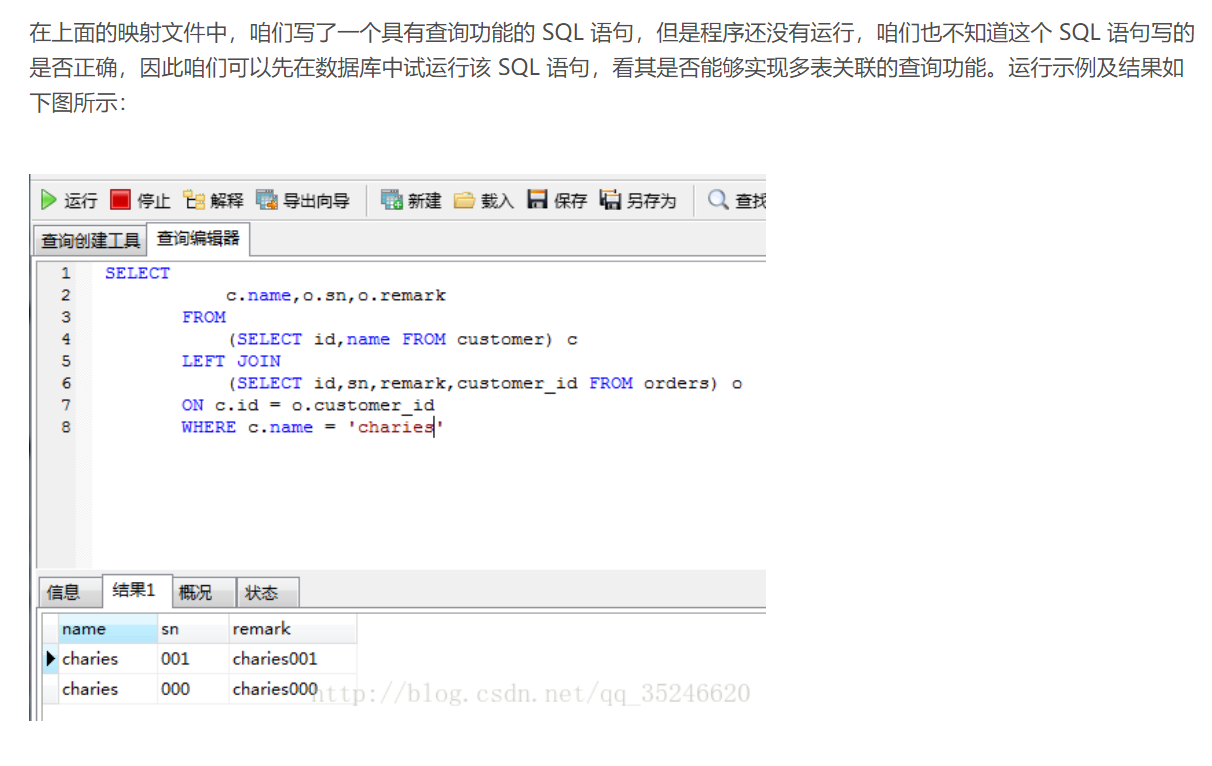 在上面的映射文件中，咱们写了一个具有查询功能的 SQL 语句，但是程序还没有运行，咱们也不知道这个 SQL 语句写的
是否正确，因此咱们可以先在数据库中试运行该 SQL 语句，看其是否能够实现多表关联的查询功能。运行示例及结果如
下图所示：
运行 停止 解释 导出向导 新建 载入 保存 另存为 查找
查询创建工具 查询编辑器
1 SELECT
2 c.name,o.sn,o.remark
3 FROM
4 (SELECT id,name FROM customer) c
5 LEFT JOIN
6 (SELECT id,sn,remark,customer_id FROM orders) o
7 ON c.id = o.customer_id
8 WHERE c.name = 'charies'
信息 结果1 概况 状态
name sn remark
charies 001 charies001
charies 000 charies000
http://blog.csdn.net/qq_35246620